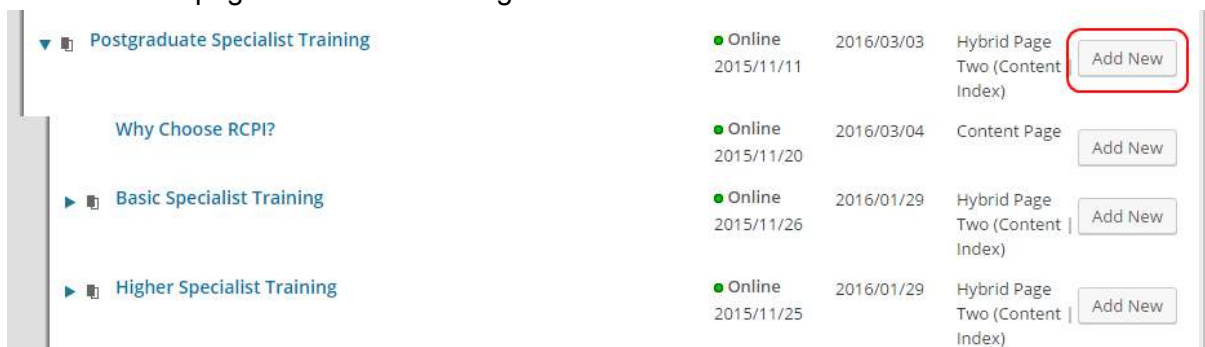 Postgraduate Specialist Training ● Online 2016/03/03 Hybrid Page Add New
2015/11/11 Two (Content |
Index)
Why Choose RCPI? ● Online 2016/03/04 Content Page Add New
2015/11/20
Basic Specialist Training ● Online 2016/01/29 Hybrid Page Add New
2015/11/26 Two (Content |
Index)
Higher Specialist Training ● Online 2016/01/29 Hybrid Page Add New
2015/11/25 Two (Content |
Index)